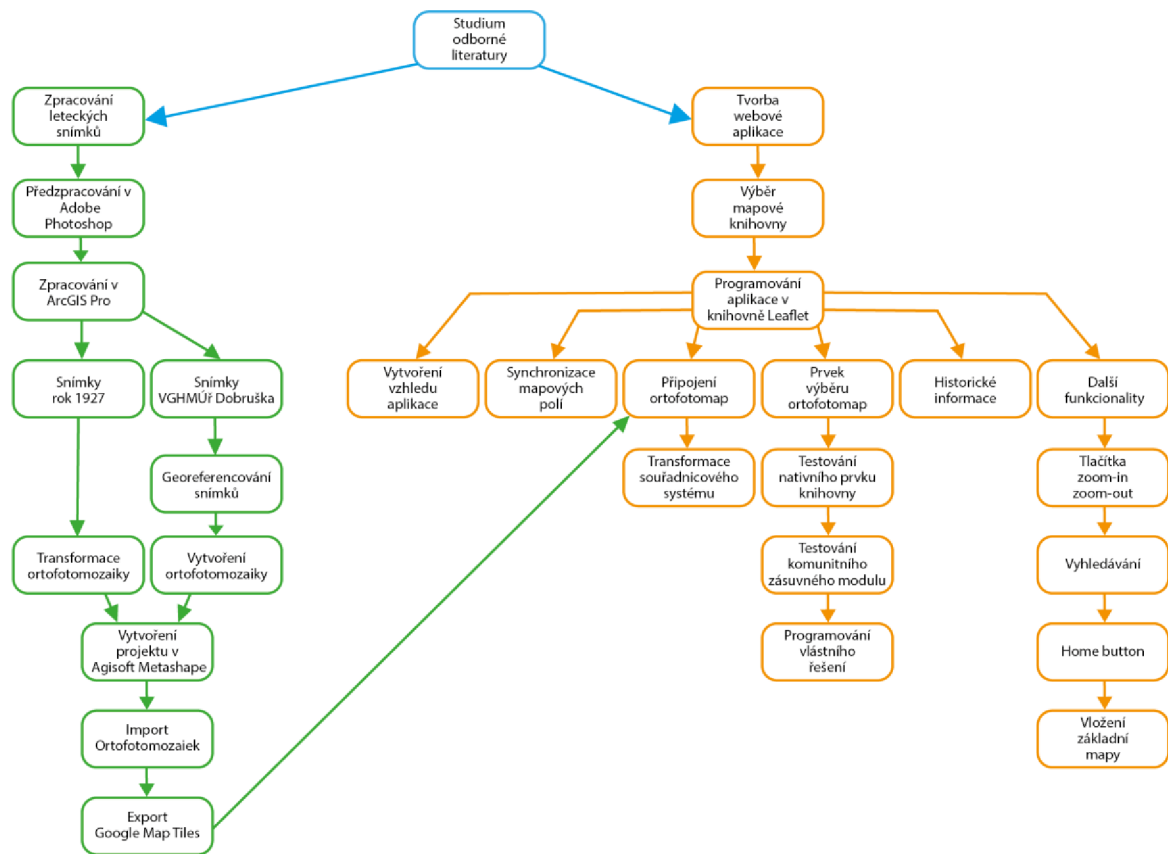 Studium
odborné
literatury
Zpracování
leteckých
snímků
Tvorba
webové
aplikace
Předzpracování v
Adobe
Photoshop
Výběr
mapové
knihovny
Zpracování v
ArcGIS Pro
Programování
aplikace v
knihovně Leaflet
Snímky
rok 1927
Snímky
VGHMÚř Dobruška
Vytvoření
vzhledu
aplikace
Synchronizace
mapových
polí
Připojení
ortofotomap
Prvek
výběru
ortofotomap
Historické
informace
Další
funkcionality
Georeferencování
snímků
Transformace
souřadnicového
systému
Testování
nativního prvku
knihovny
Tlačítka
zoom-in
zoom-out
Transformace
ortofotomozaiky
Vytvoření
ortofotomozaiky
Testování
komunitního
zásuvného modulu
Vyhledávání
Vytvoření
projektu v
Agisoft Metashape
Programování
vlástního
řešení
Home button
Import
Ortofotomozaiek
Vložení
základní
mapy
Export
Google Map Tiles